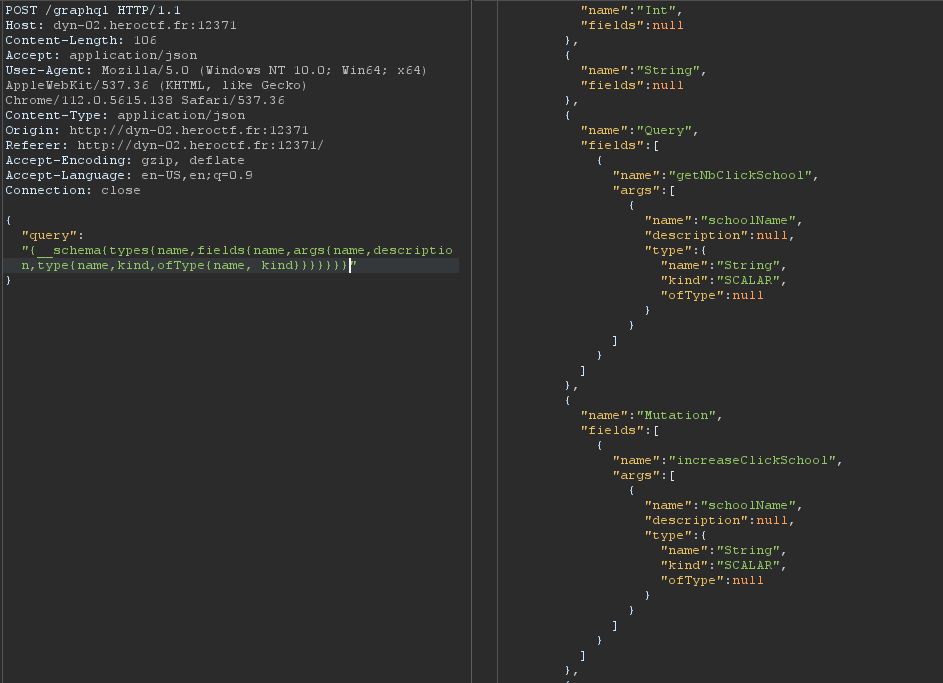 POST /graphql HTTP/1.1
Host: dyn-02.heroctf.fr:12371
Content-Length: 106
Accept: application/json
User-Agent: Mozilla/5.0 (Windows NT 10.0; Win64; x64)
AppleWebKit/537.36 (KHTML, like Gecko)
Chrome/112.0.5615.138 Safari/537.36
Content-Type: application/json
Origin: http://dyn-02.heroctf.fr:12371
Referer: http://dyn-02.heroctf.fr:12371/
Accept-Encoding: gzip, deflate
Accept-Language: en-US,en;q=0.9
Connection: close
{
"query":
"{__schema{types{name,fields{name,args{name,descriptio
n,type{name,kind,ofType{name, kind}}}}}}}"
}
"name":"Int",
"fields":null
},
{
"name":"String",
"fields":null
},
{
"name":"Query",
"fields":[
{
"name":"getNbClickSchool",
"args":[
{
"name":"schoolName",
"description":null,
"type":{
"name":"String",
"kind":"SCALAR",
"ofType":null
}
}
]
}
]
},
{
"name":"Mutation",
"fields":[
{
"name":"increaseClickSchool",
"args":[
{
"name":"schoolName",
"description":null,
"type":{
"name":"String",
"kind":"SCALAR",
"ofType":null
}
}
]
}
]
},